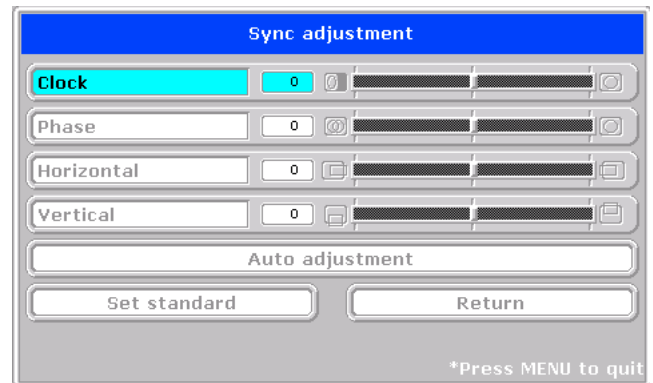 Sync adjustment
Clock 0
Phase 0
Horizontal 0
Vertical 0
Auto adjustment
Set standard Return
*Press MENU to quit